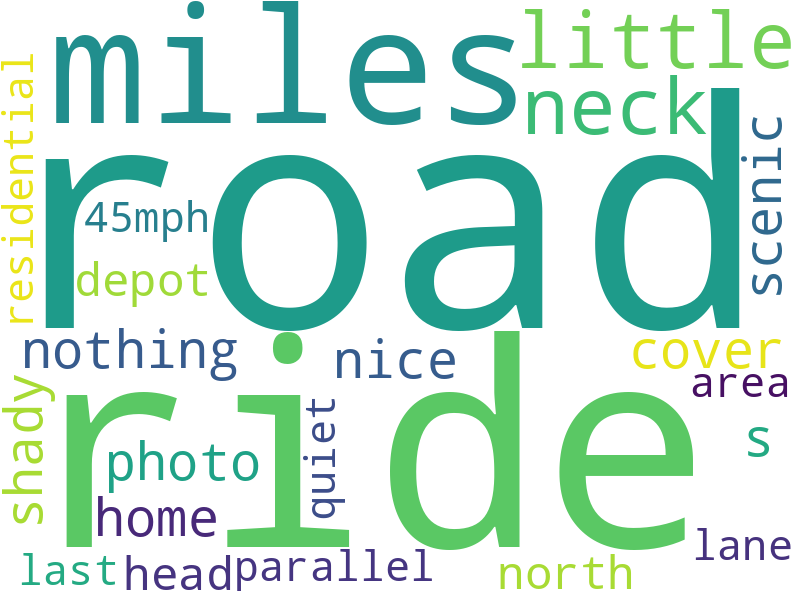 miles
little
neck
road
scenic
residential
45mph
depot
nothing
nice
cover
area
ride
shady
photo
quiet
s
home
lane
last
head
parallel
north